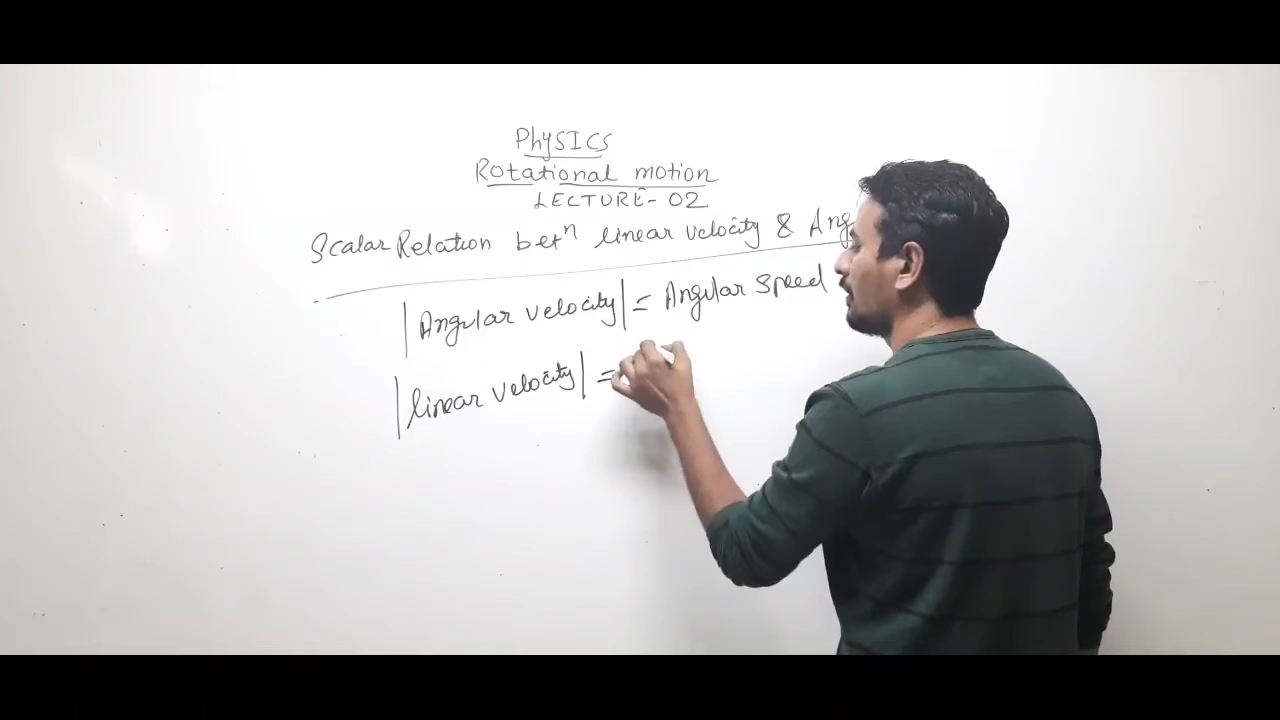 PhysICS
Rotational motion
LECTURE-02
Scalar Relation betⁿ linear velocity & Ang
|Angular velocity| = Angular speed
|linear velocity| =